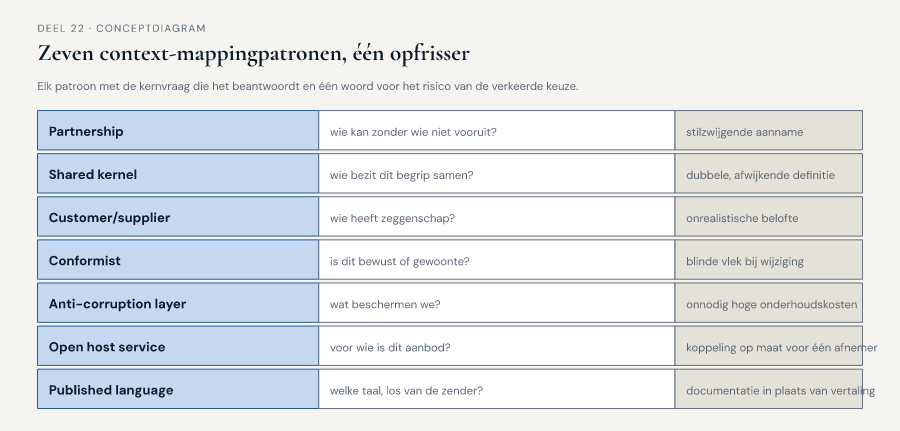 DEEL 22 · CONCEPTDIAGRAM
Zeven context-mappingpatronen, één opfrisser
Elk patroon met de kernvraag die het beantwoordt en één woord voor het risico van de verkeerde keuze.
Partnership wie kan zonder wie niet vooruit? stilzwijgende aanname
Shared kernel wie bezit dit begrip samen? dubbele, afwijkende definitie
Customer/supplier wie heeft zeggenschap? onrealistische belofte
Conformist is dit bewust of gewoonte? blinde vlek bij wijziging
Anti-corruption layer wat beschermen we? onnodig hoge onderhoudskosten
Open host service voor wie is dit aanbod? koppeling op maat voor één afnemer
Published language welke taal, los van de zender? documentatie in plaats van vertaling